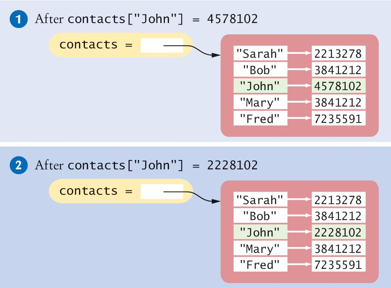 1 After contacts["John"] = 4578102
contacts =
"Sarah" 2213278
"Bob" 3841212
"John" 4578102
"Mary" 3841212
"Fred" 7235591
2 After contacts["John"] = 2228102
contacts =
"Sarah" 2213278
"Bob" 3841212
"John" 2228102
"Mary" 3841212
"Fred" 7235591